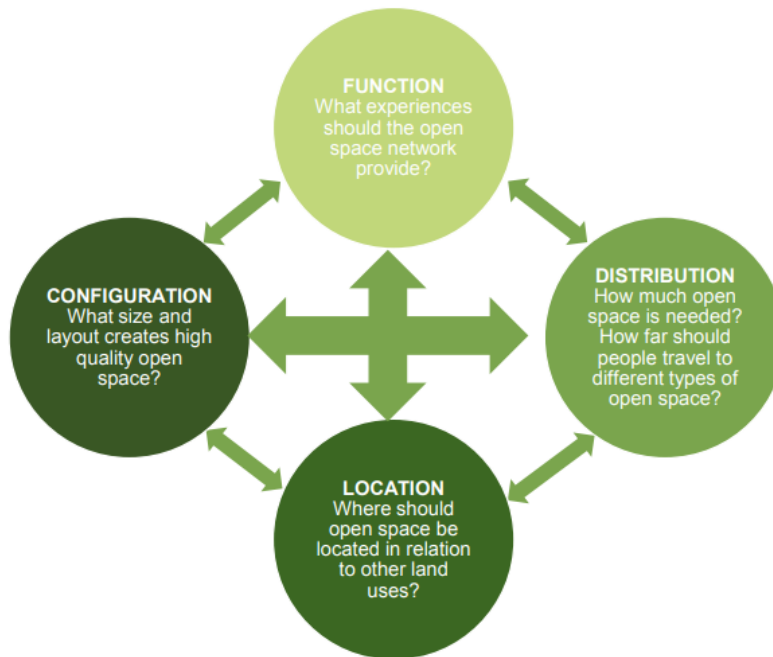 FUNCTION
What experiences
should the open
space network
provide?
CONFIGURATION
What size and
layout creates high
quality open
space?
DISTRIBUTION
How much open
space is needed?
How far should
people travel to
different types of
open space?
LOCATION
Where should
open space be
located in relation
to other land
uses?